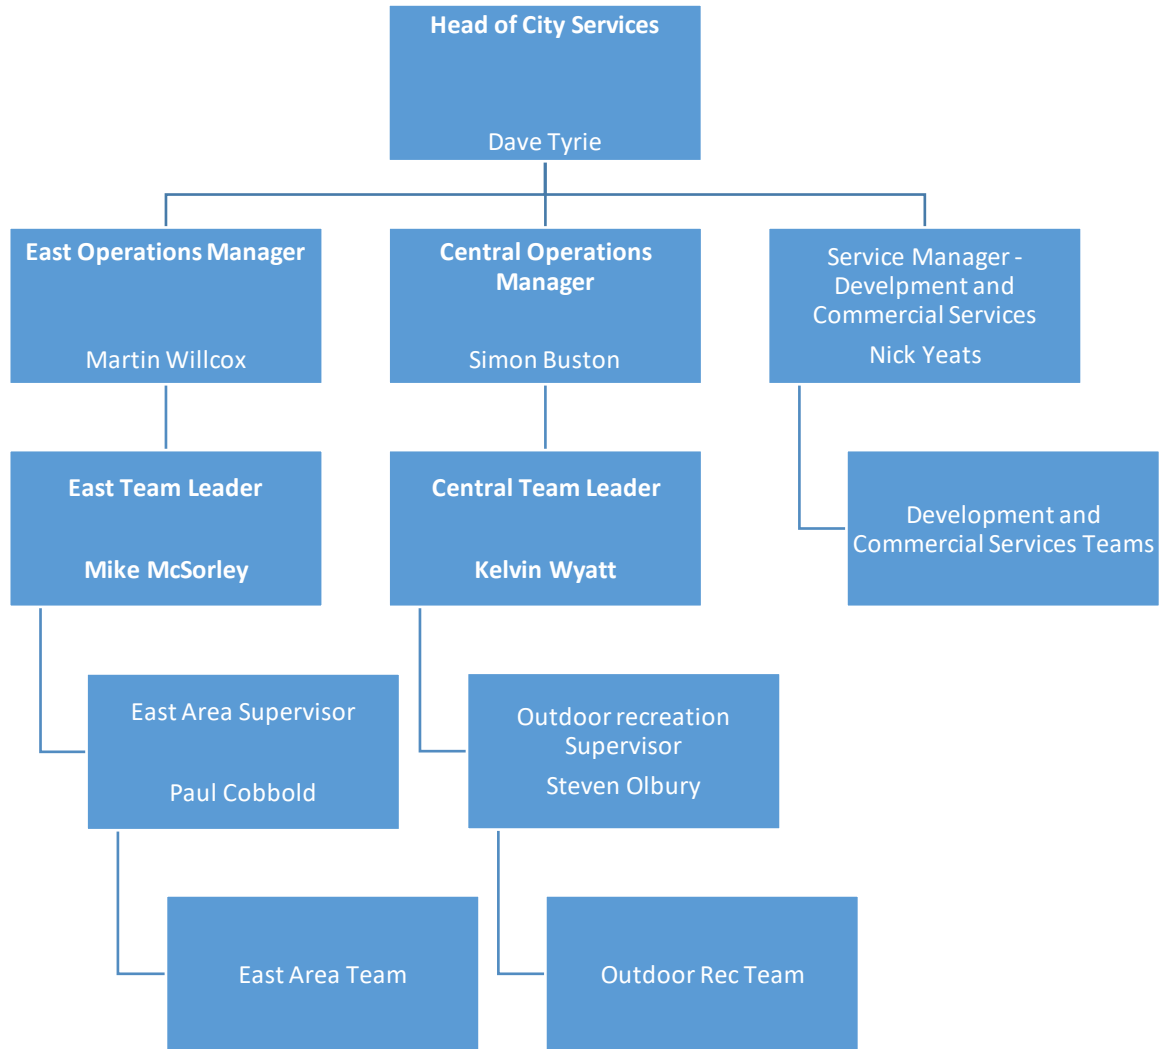 Head of City Services
Dave Tyrie
East Operations Manager
Martin Willcox
Central Operations
Manager
Simon Buston
Service Manager -
Develpment and
Commercial Services
Nick Yeats
East Team Leader
Mike McSorley
Central Team Leader
Kelvin Wyatt
Development and
Commercial Services Teams
East Area Supervisor
Paul Cobbold
Outdoor recreation
Supervisor
Steven Olbury
East Area Team
Outdoor Rec Team